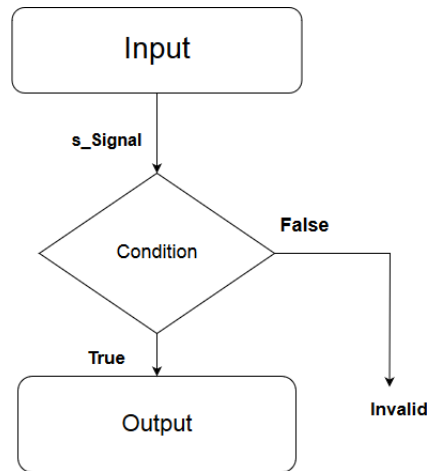 Input
s_Signal
Condition
False
True
Invalid
Output